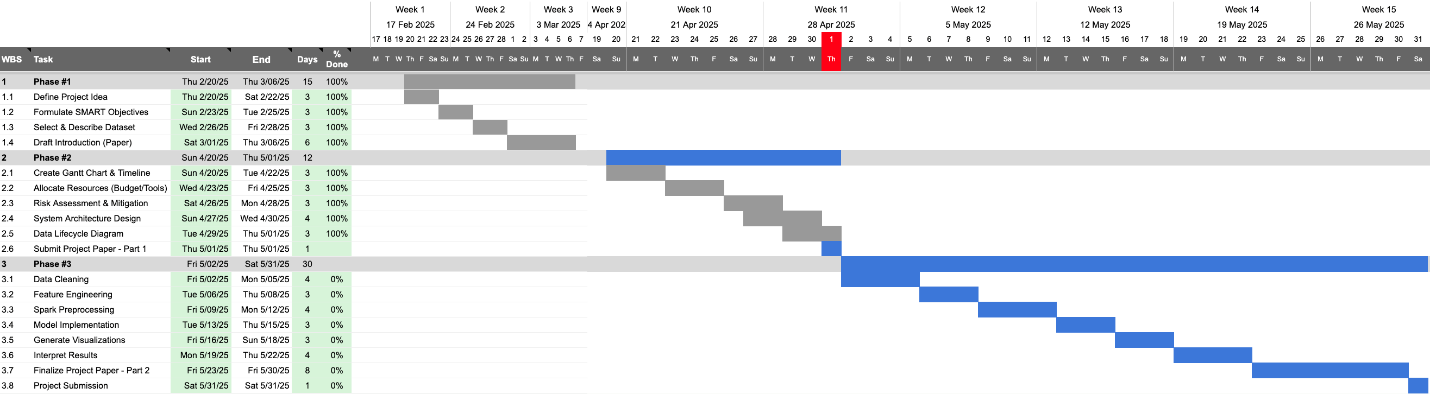 Week 1 Week 2 Week 3 Week 9 Week 10 Week 11 Week 12 Week 13 Week 14 Week 15
17 Feb 2025 24 Feb 2025 3 Mar 2025 4 Apr 202 21 Apr 2025 28 Apr 2025 5 May 2025 12 May 2025 19 May 2025 26 May 2025
17 18 19 20 21 22 23 24 25 26 27 28 1 2 3 4 5 6 7 19 20 21 22 23 24 25 26 27 28 29 30 1 2 3 4 5 6 7 8 9 10 11 12 13 14 15 16 17 18 19 20 21 22 23 24 25 26 27 28 29 30 31
WBS Task Start End Days % Done M T W Th F Sa Su M T W Th F Sa Su M T W Th F Sa Su M T W Th F Sa Su M T W Th F Sa Su M T W Th F Sa Su M T W Th F Sa Su M T W Th F Sa Su M T W Th F Sa
1 Phase #1 Thu 2/20/25 Thu 3/06/25 15 100%
1.1 Define Project Idea Thu 2/20/25 Sat 2/22/25 3 100%
1.2 Formulate SMART Objectives Sun 2/23/25 Tue 2/25/25 3 100%
1.3 Select & Describe Dataset Wed 2/26/25 Fri 2/28/25 3 100%
1.4 Draft Introduction (Paper) Sat 3/01/25 Thu 3/06/25 6 100%
2 Phase #2 Sun 4/20/25 Thu 5/01/25 12
2.1 Create Gantt Chart & Timeline Sun 4/20/25 Tue 4/22/25 3 100%
2.2 Allocate Resources (Budget/Tools) Wed 4/23/25 Fri 4/25/25 3 100%
2.3 Risk Assessment & Mitigation Sat 4/26/25 Mon 4/28/25 3 100%
2.4 System Architecture Design Sun 4/27/25 Wed 4/30/25 4 100%
2.5 Data Lifecycle Diagram Tue 4/29/25 Thu 5/01/25 3 100%
2.6 Submit Project Paper - Part 1 Thu 5/01/25 Thu 5/01/25 1
3 Phase #3 Fri 5/02/25 Sat 5/31/25 30
3.1 Data Cleaning Fri 5/02/25 Mon 5/05/25 4 0%
3.2 Feature Engineering Tue 5/06/25 Thu 5/08/25 3 0%
3.3 Spark Preprocessing Fri 5/09/25 Mon 5/12/25 4 0%
3.4 Model Implementation Tue 5/13/25 Thu 5/15/25 3 0%
3.5 Generate Visualizations Fri 5/16/25 Sun 5/18/25 3 0%
3.6 Interpret Results Mon 5/19/25 Thu 5/22/25 4 0%
3.7 Finalize Project Paper - Part 2 Fri 5/23/25 Fri 5/30/25 8 0%
3.8 Project Submission Sat 5/31/25 Sat 5/31/25 1 0%